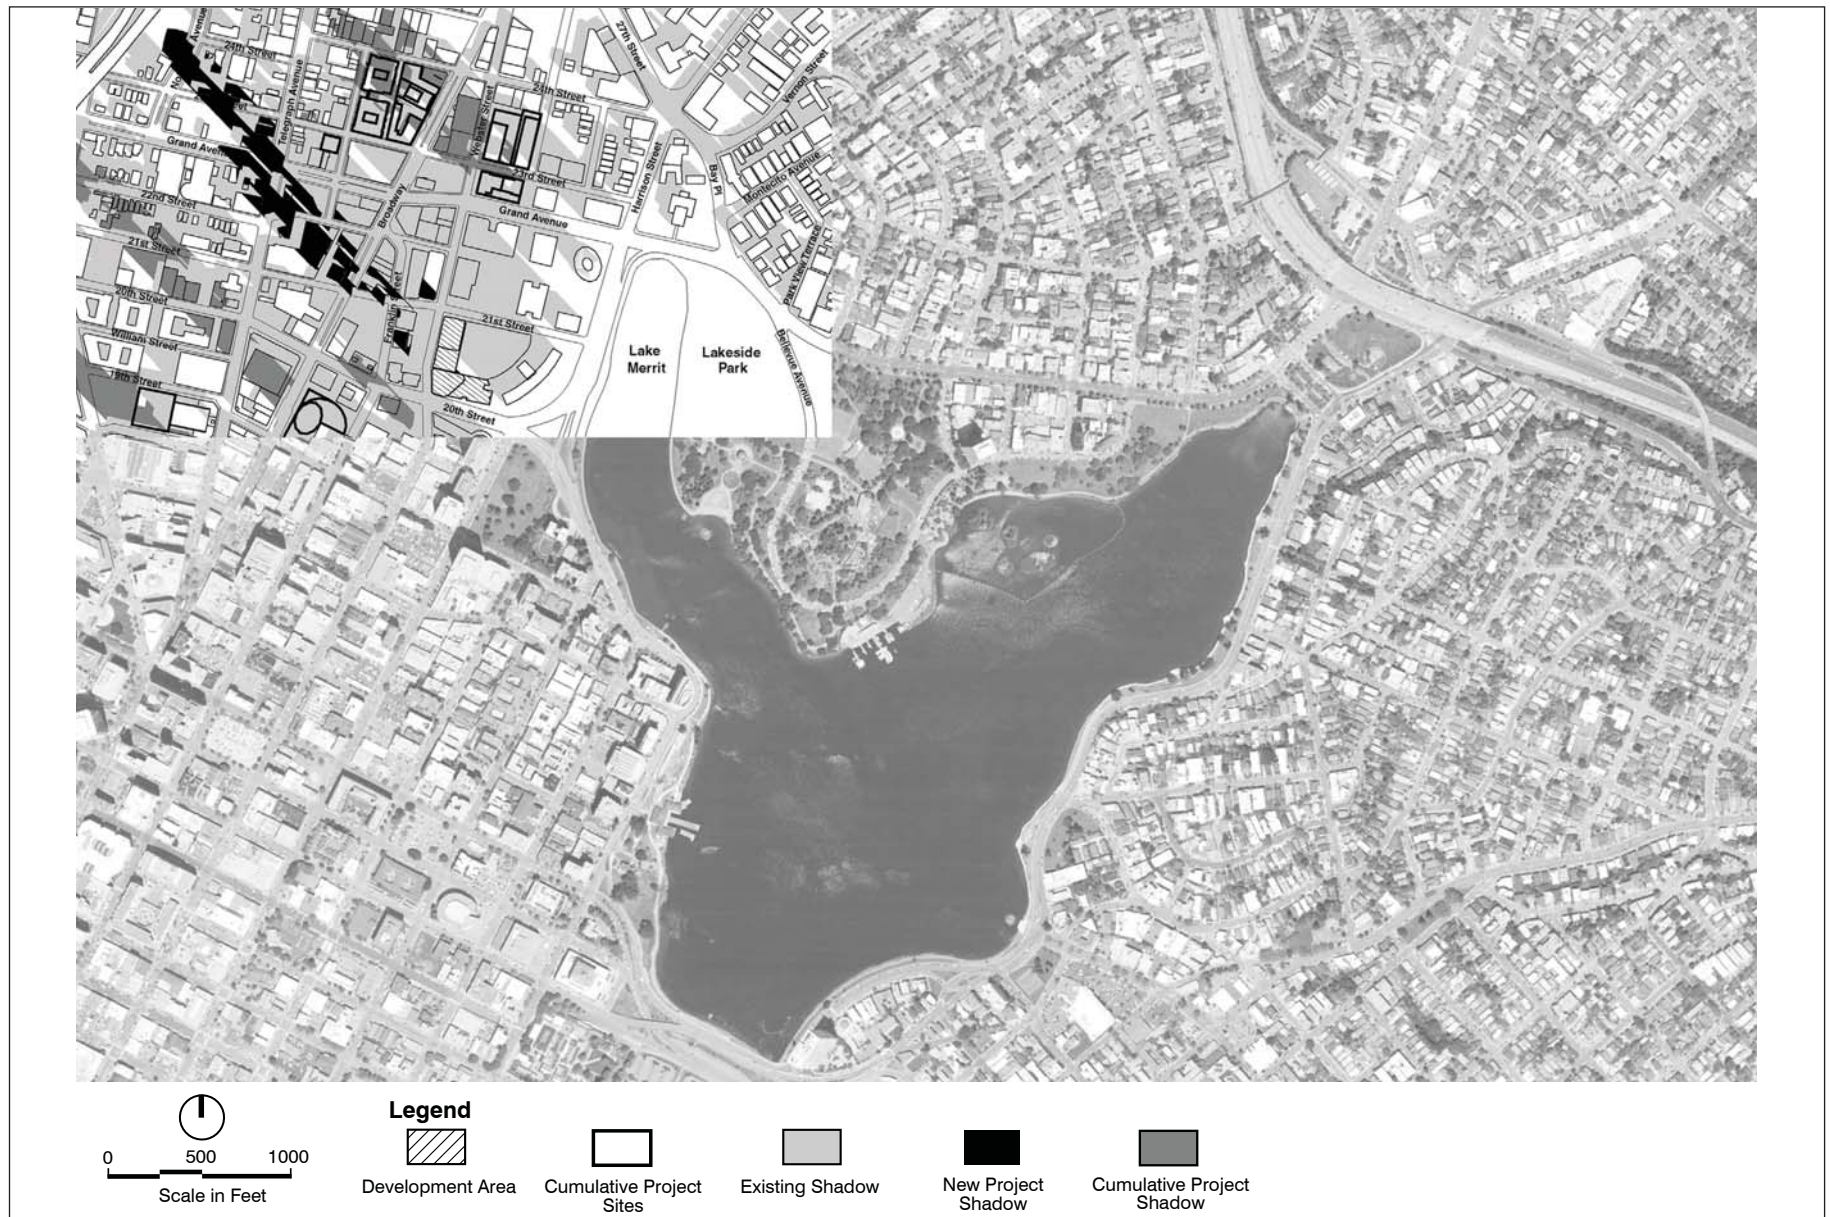 Avenue
24th Street
27th Street
Vernon Street
Telegraph Avenue
24th Street
Webster Street
Grand Avenue
23rd Street
Harrison Street
Bay Pl
Montecito Avenue
22nd Street
Broadway
Grand Avenue
21st Street
Park View Terrace
20th Street
Franklin Street
21st Street
William Street
Lake
Merrit
Lakeside
Park
Bellevue Avenue
19th Street
20th Street
0 500 1000
Scale in Feet
Legend
Development Area
Cumulative Project
Sites
Existing Shadow
New Project
Shadow
Cumulative Project
Shadow